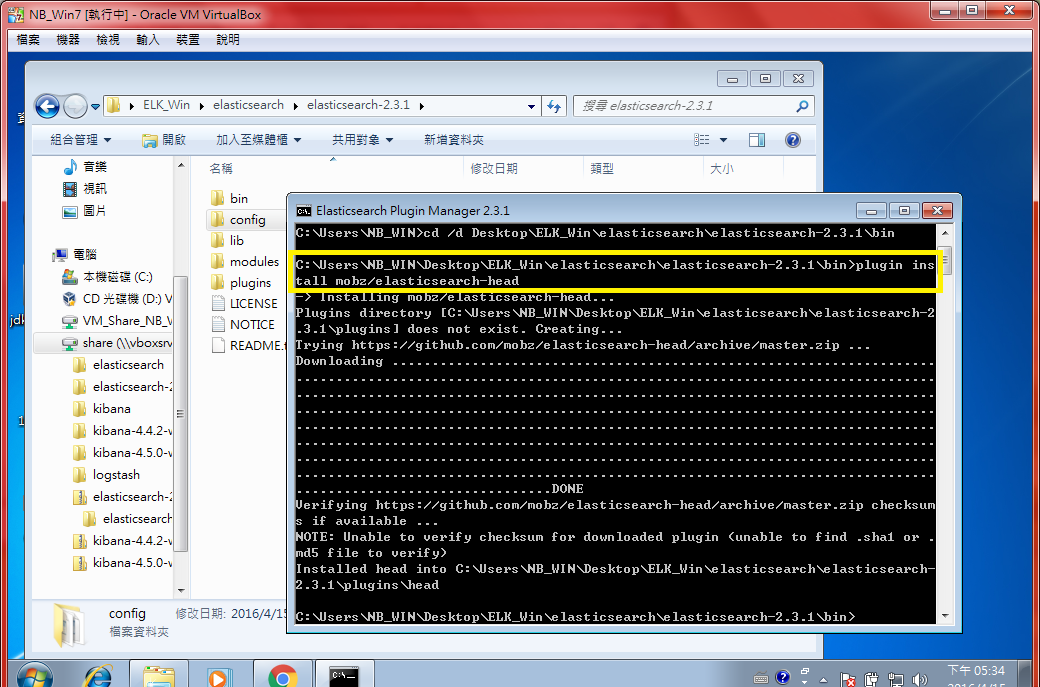 NB_Win7 [執行中] - Oracle VM VirtualBox
檔案 機器 檢視 輸入 裝置 說明
ELK_Win elasticsearch elasticsearch-2.3.1
搜尋 elasticsearch-2.3.1
組合管理 開啟 加入至媒體櫃 共用對象 新增資料夾
名稱 修改日期 類型 大小
音樂
視訊
圖片
電腦
本機磁碟 (C:)
CD 光碟機 (D:) V
VM_Share_NB_W
share (\\vboxsrv
elasticsearch
elasticsearch-2
kibana
kibana-4.4.2-w
kibana-4.5.0-w
logstash
elasticsearch-2
elasticsearch
kibana-4.4.2-w
kibana-4.5.0-w
bin
config
lib
modules
plugins
LICENSE
NOTICE
README.t
config 修改日期: 2016/4/15
檔案資料夾
Elasticsearch Plugin Manager 2.3.1
C:\Users\NB_WIN>cd /d Desktop\ELK_Win\elasticsearch\elasticsearch-2.3.1\bin
C:\Users\NB_WIN\Desktop\ELK_Win\elasticsearch\elasticsearch-2.3.1\bin>plugin ins
tall mobz/elasticsearch-head
-> Installing mobz/elasticsearch-head...
Plugins directory [C:\Users\NB_WIN\Desktop\ELK_Win\elasticsearch\elasticsearch-2
.3.1\plugins] does not exist. Creating...
Trying https://github.com/mobz/elasticsearch-head/archive/master.zip ...
Downloading ....................................................................
................................................................................
................................................................................
................................................................................
................................................................................
................................................................................
................................................................................
................................................................................
................................DONE
Verifying https://github.com/mobz/elasticsearch-head/archive/master.zip checksum
s if available ...
NOTE: Unable to verify checksum for downloaded plugin (unable to find .sha1 or .
md5 file to verify)
Installed head into C:\Users\NB_WIN\Desktop\ELK_Win\elasticsearch\elasticsearch-
2.3.1\plugins\head
C:\Users\NB_WIN\Desktop\ELK_Win\elasticsearch\elasticsearch-2.3.1\bin>
下午 05:34
2016/4/15